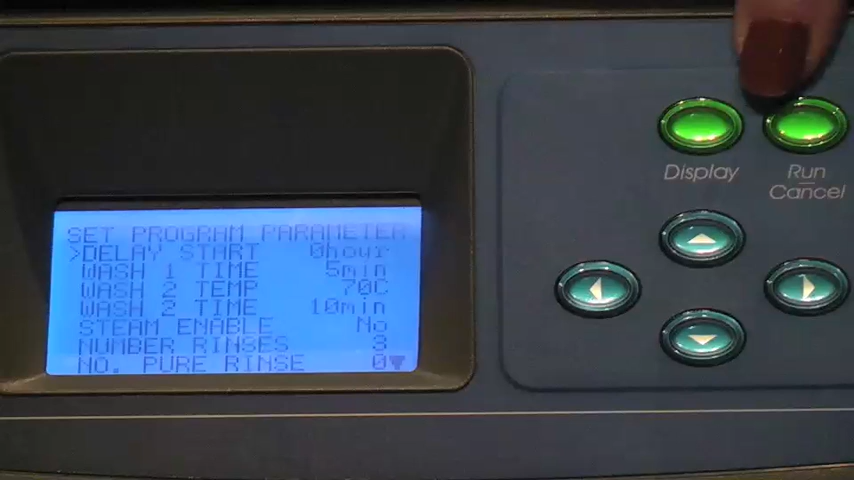 SET PROGRAM PARAMETER
>DELAY START 0hour
WASH 1 TIME 5min
WASH 2 TEMP 70C
WASH 2 TIME 10min
STEAM ENABLE No
NUMBER RINSES 3
NO. PURE RINSE 0▼
Display
Run
Cancel